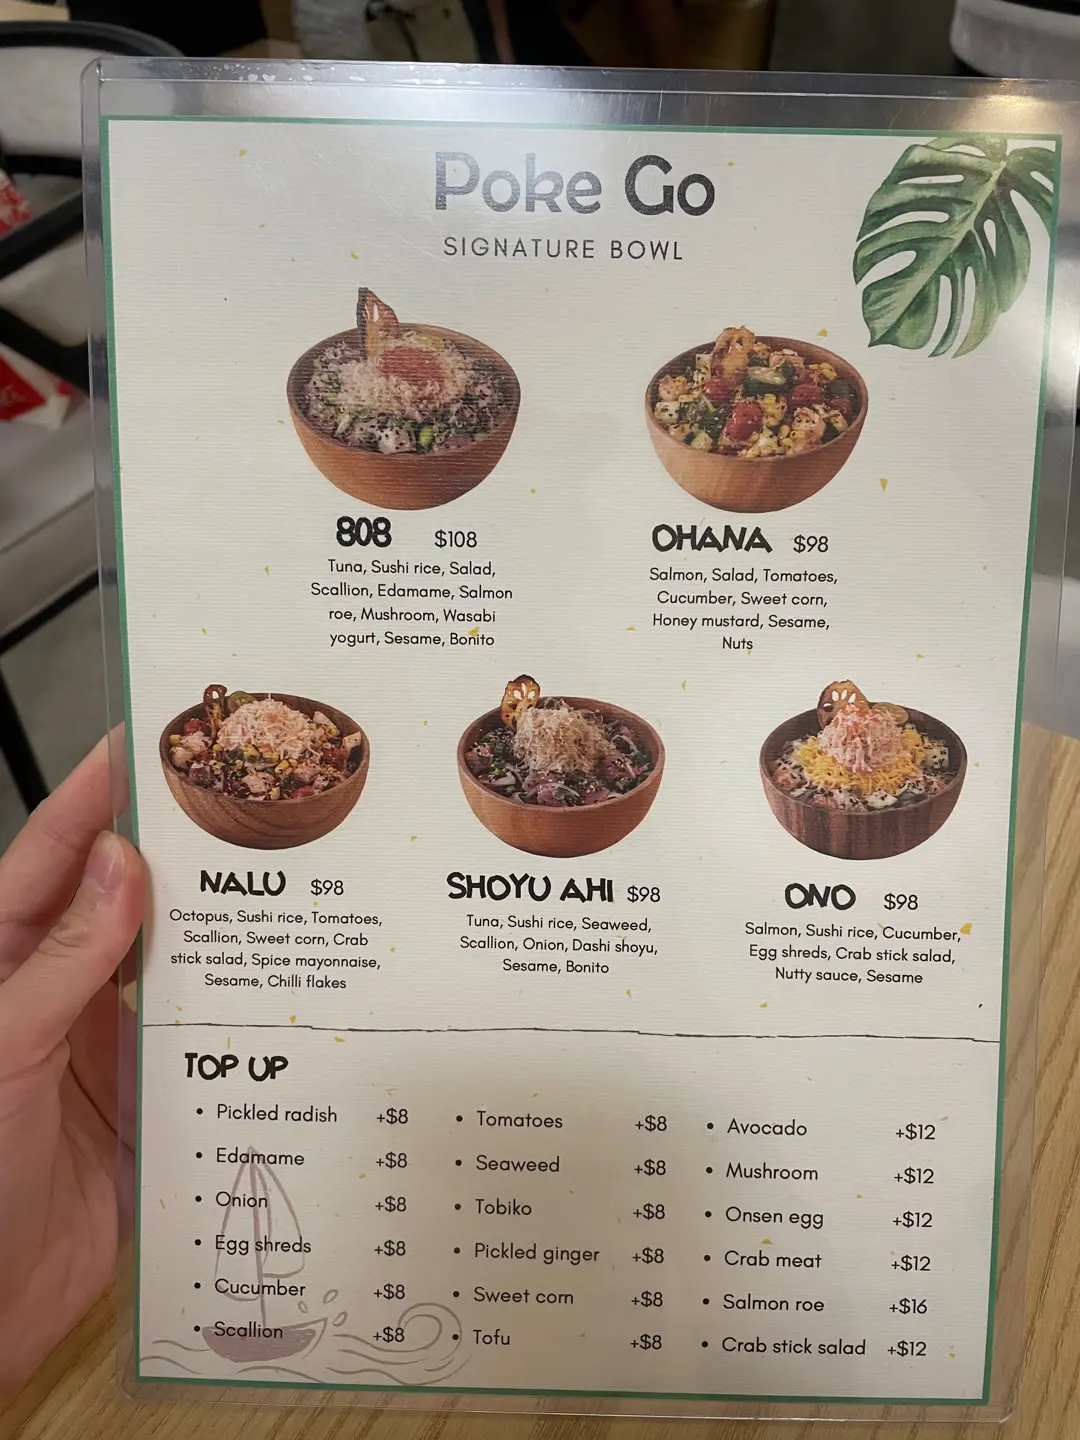 Poke Go
SIGNATURE BOWL
808 $108
Tuna, Sushi rice, Salad,
Scallion, Edamame, Salmon
roe, Mushroom, Wasabi
yogurt, Sesame, Bonito
OHANA $98
Salmon, Salad, Tomatoes,
Cucumber, Sweet corn,
Honey mustard, Sesame,
Nuts
NALU $98
Octopus, Sushi rice, Tomatoes,
Scallion, Sweet corn, Crab
stick salad, Spice mayonnaise,
Sesame, Chilli flakes
SHOYU AHI $98
Tuna, Sushi rice, Seaweed,
Scallion, Onion, Dashi shoyu,
Sesame, Bonito
ONO $98
Salmon, Sushi rice, Cucumber,
Egg shreds, Crab stick salad,
Nutty sauce, Sesame
TOP UP
• Pickled radish +$8
• Edamame +$8
• Onion +$8
• Egg shreds +$8
• Cucumber +$8
• Scallion +$8
• Tomatoes +$8
• Seaweed +$8
• Tobiko +$8
• Pickled ginger +$8
• Sweet corn +$8
• Tofu +$8
• Avocado +$12
• Mushroom +$12
• Onsen egg +$12
• Crab meat +$12
• Salmon roe +$16
• Crab stick salad +$12